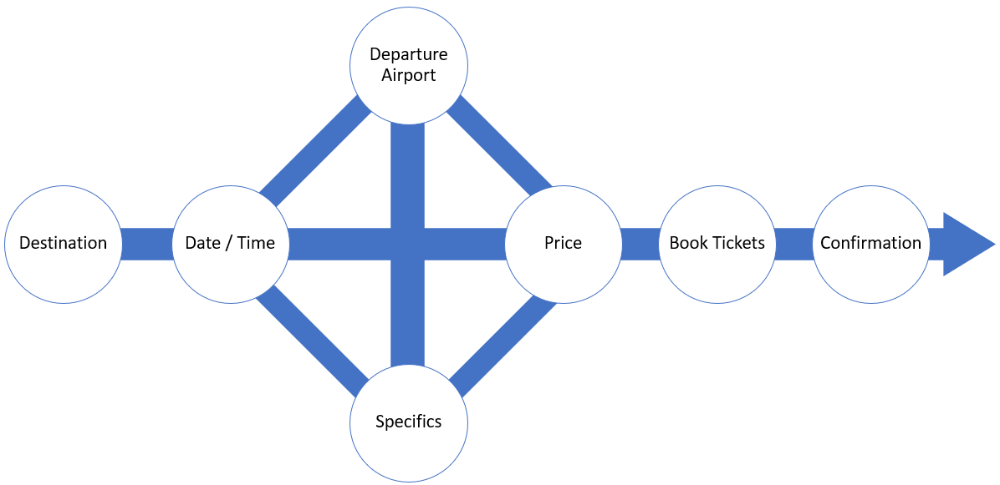 Departure
Airport
Destination
Date / Time
Price
Book Tickets
Confirmation
Specifics